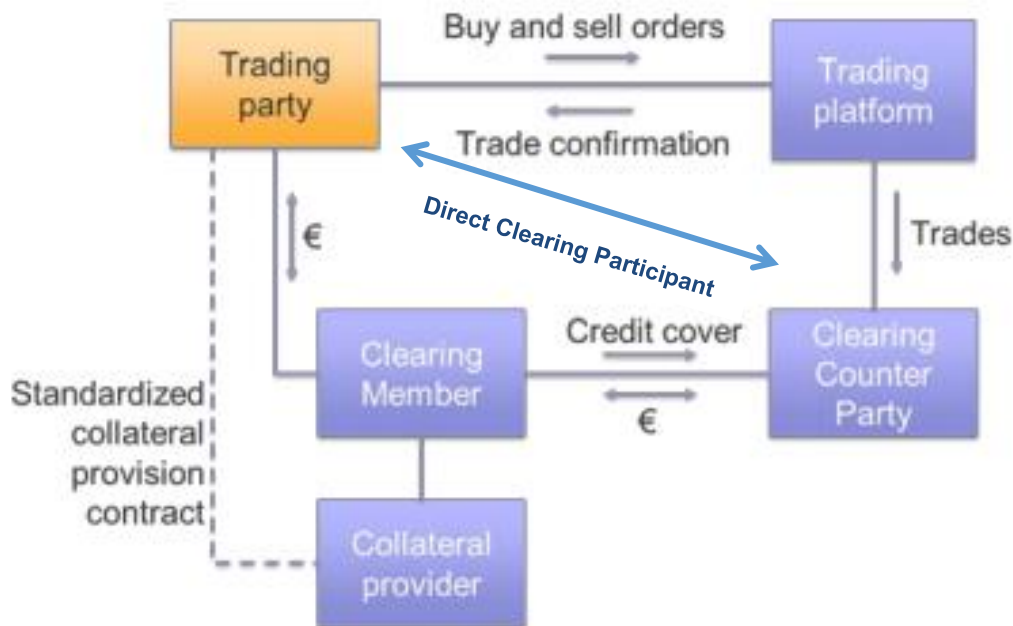 Buy and sell orders
Trading
party
Trading
platform
Trade confirmation
Direct Clearing Participant
€
Trades
Credit cover
Clearing
Member
Clearing
Counter
Party
€
Standardized
collateral
provision
contract
Collateral
provider